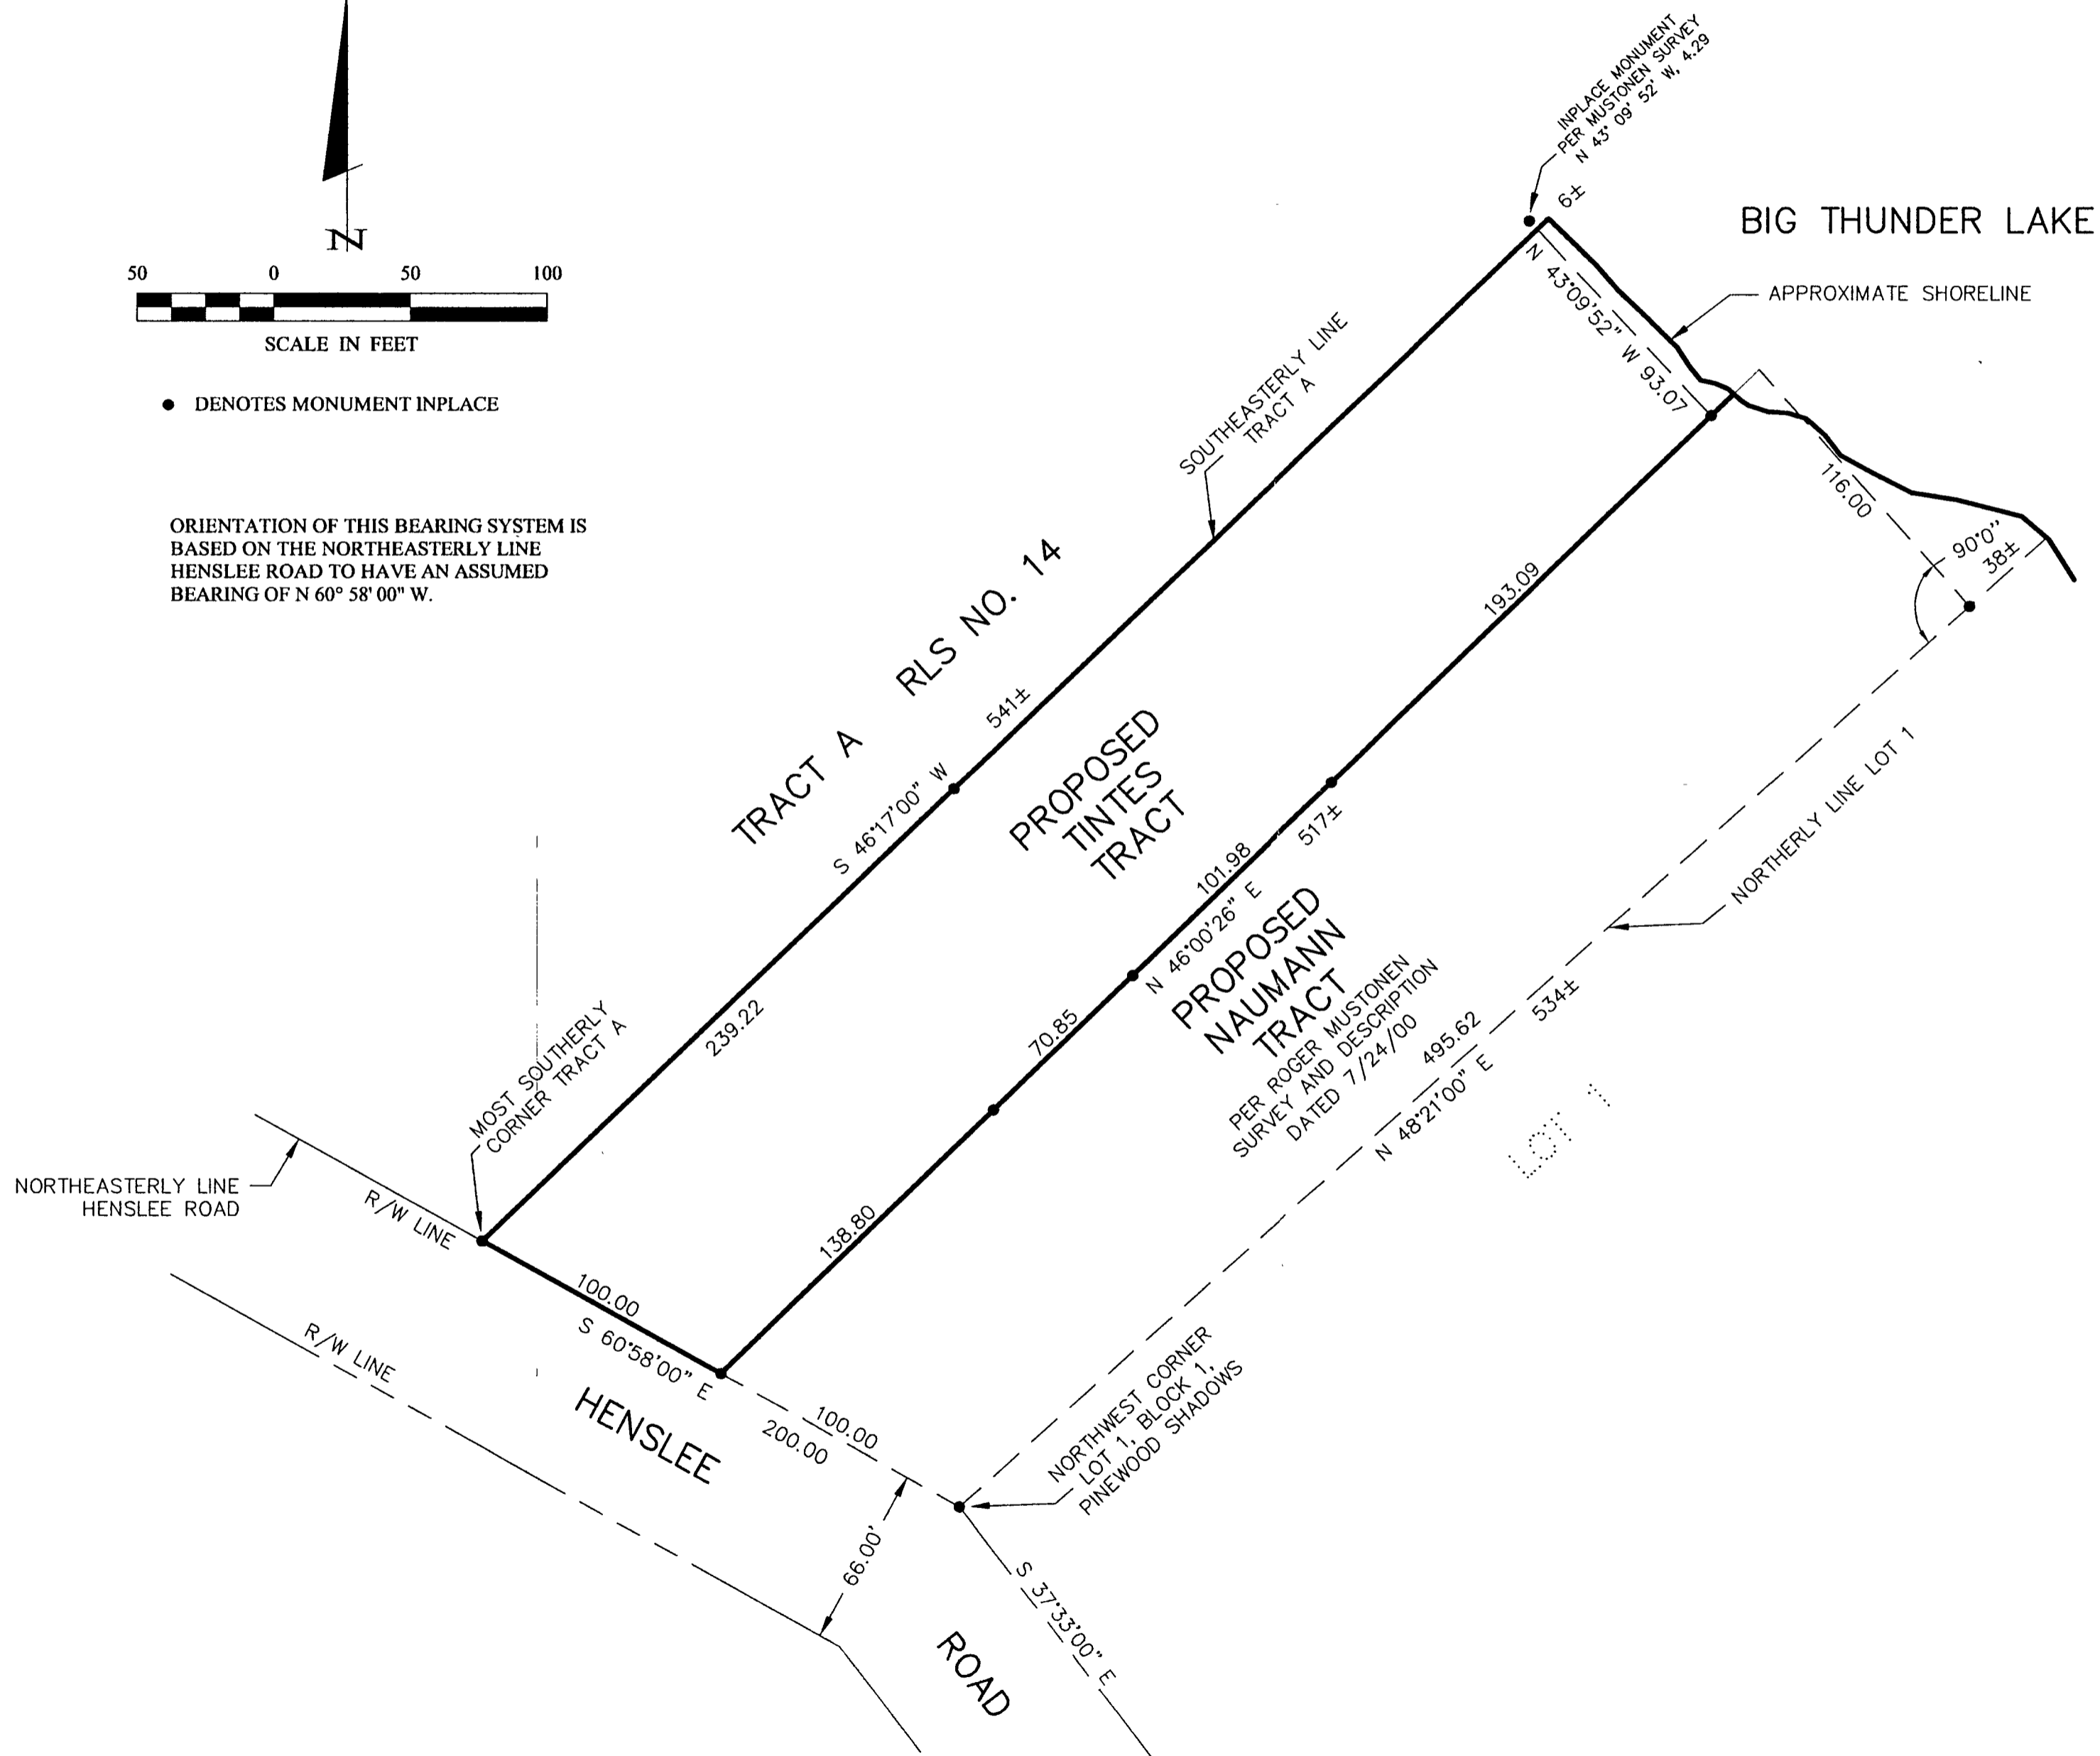 N
50 0 50 100
SCALE IN FEET
DENOTES MONUMENT INPLACE
ORIENTATION OF THIS BEARING SYSTEM IS
BASED ON THE NORTHEASTERLY LINE
HENSLEE ROAD TO HAVE AN ASSUMED
BEARING OF N 60° 58' 00" W.
INPLACE MONUMENT
PER MUSTONEN SURVEY
N 43° 09' 52' W, 4.29
6±
BIG THUNDER LAKE
APPROXIMATE SHORELINE
N 43°09'52" W 93.07
SOUTHEASTERLY LINE
TRACT A
116.00
90°0"
38±
193.09
TRACT A RLS NO. 14
541±
S 46°17'00" W
PROPOSED
TINTES
TRACT
517±
101.98
N 46°00'26" E
PROPOSED
NAUMANN
TRACT
PER ROGER MUSTONEN
SURVEY AND DESCRIPTION
DATED 7/24/00
NORTHERLY LINE LOT 1
534±
495.62
N 48°21'00" E
LOT 1
239.22
70.85
138.80
MOST SOUTHERLY
CORNER TRACT A
NORTHEASTERLY LINE
HENSLEE ROAD
R/W LINE
R/W LINE
100.00
S 60°58'00" E
100.00
200.00
HENSLEE
ROAD
66.00'
NORTHWEST CORNER
LOT 1, BLOCK 1,
PINEWOOD SHADOWS
S 37°33'00" E